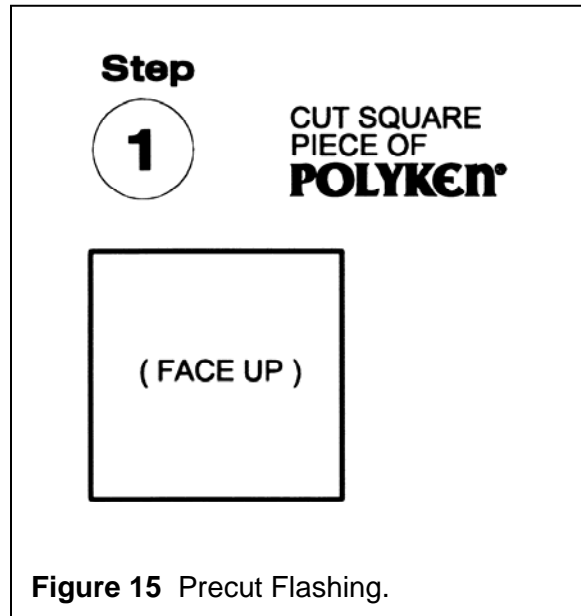 Step
1
CUT SQUARE
PIECE OF
POLYKEN®
( FACE UP )
Figure 15 Precut Flashing.